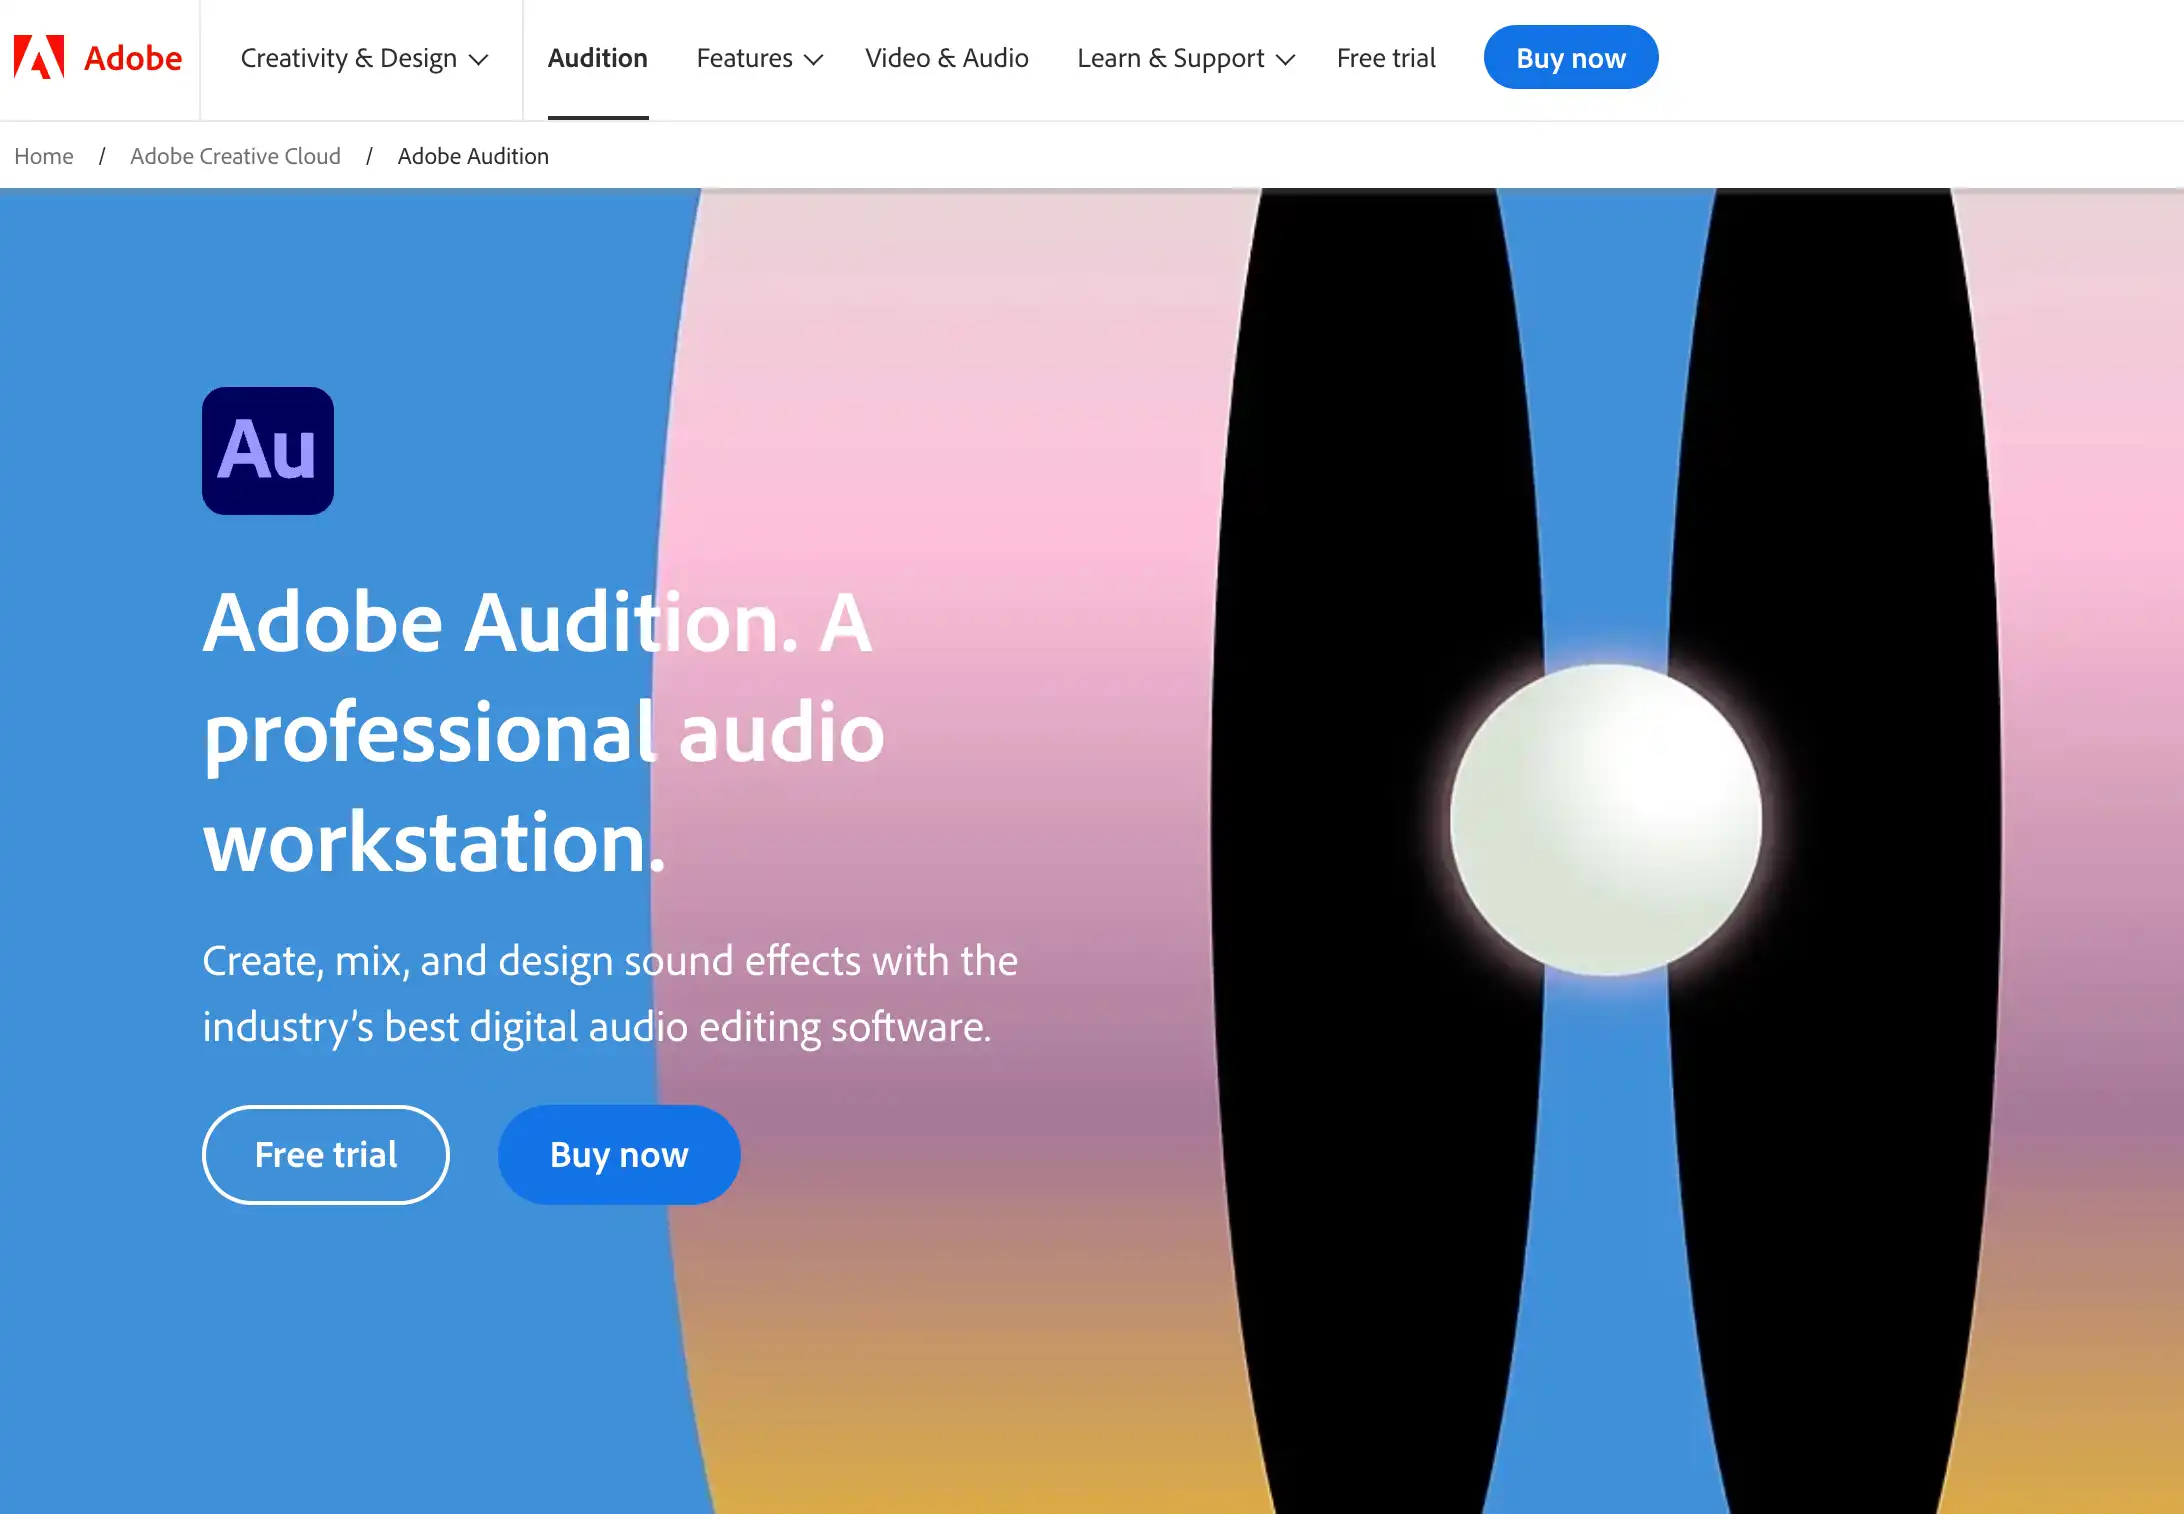 Adobe Creativity & Design Audition Features Video & Audio Learn & Support Free trial Buy now
Home / Adobe Creative Cloud / Adobe Audition
Au
Adobe Audition. A
professional audio
workstation.
Create, mix, and design sound effects with the
industry’s best digital audio editing software.
Free trial Buy now